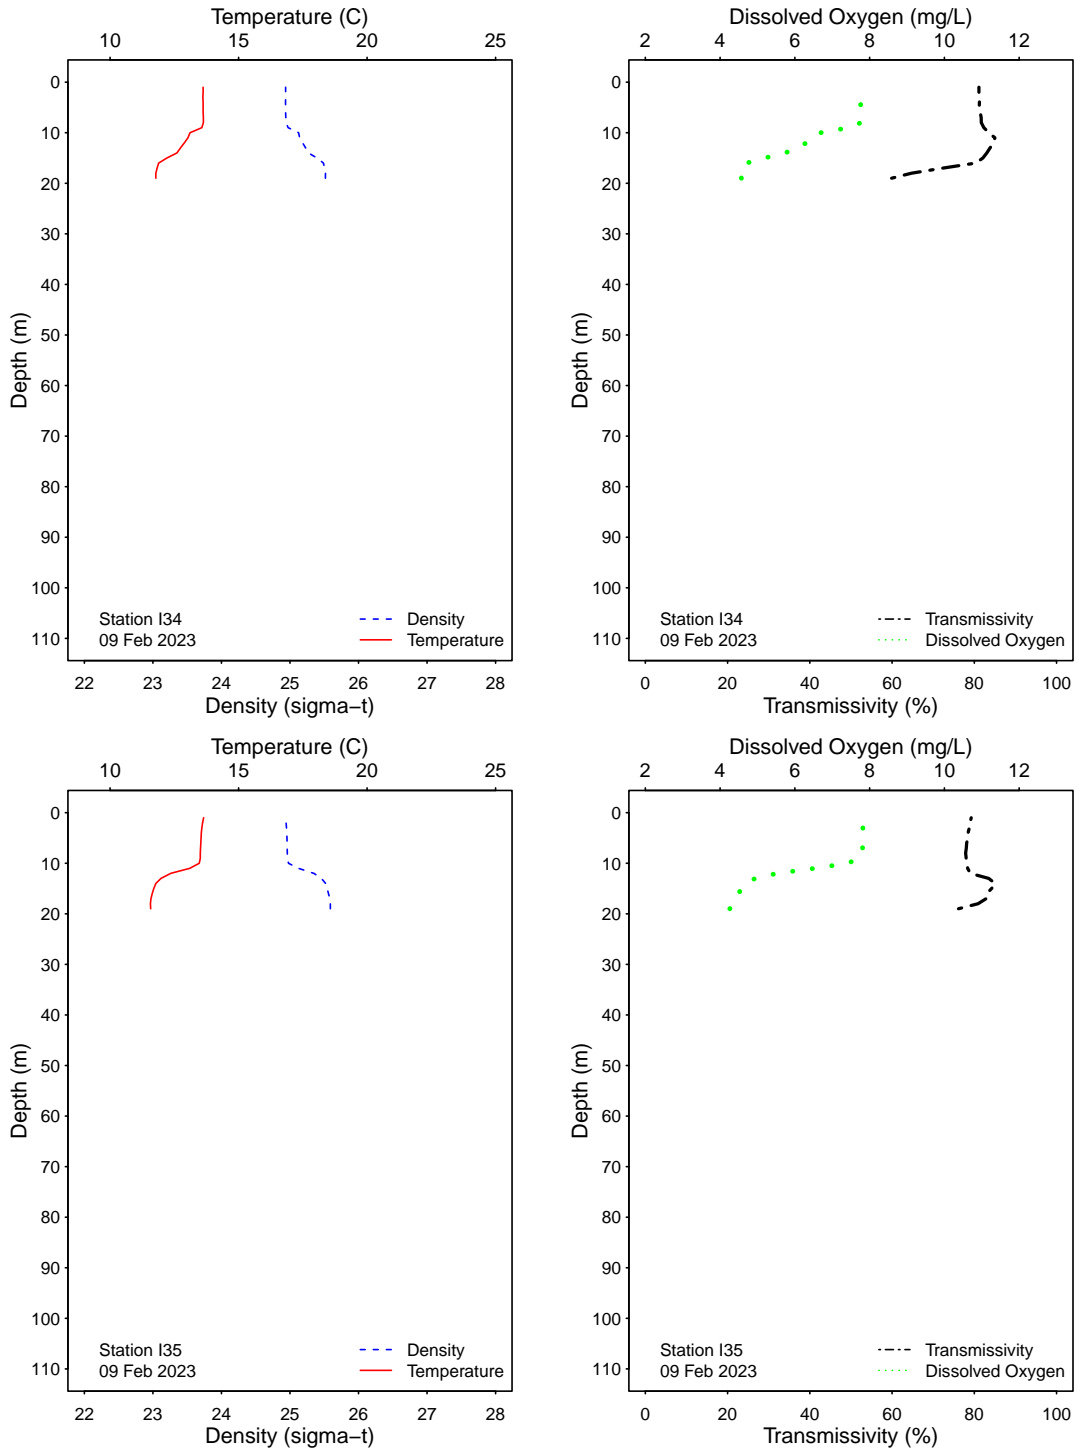 Temperature (C)
10 15 20 25
0
10
20
30
40
50
60
70
80
90
100
110
Depth (m)
Station I34
09 Feb 2023
Density
Temperature
22 23 24 25 26 27 28
Density (sigma−t)
Dissolved Oxygen (mg/L)
2 4 6 8 10 12
0
10
20
30
40
50
60
70
80
90
100
110
Depth (m)
Station I34
09 Feb 2023
Transmissivity
Dissolved Oxygen
0 20 40 60 80 100
Transmissivity (%)
Temperature (C)
10 15 20 25
0
10
20
30
40
50
60
70
80
90
100
110
Depth (m)
Station I35
09 Feb 2023
Density
Temperature
22 23 24 25 26 27 28
Density (sigma−t)
Dissolved Oxygen (mg/L)
2 4 6 8 10 12
0
10
20
30
40
50
60
70
80
90
100
110
Depth (m)
Station I35
09 Feb 2023
Transmissivity
Dissolved Oxygen
0 20 40 60 80 100
Transmissivity (%)